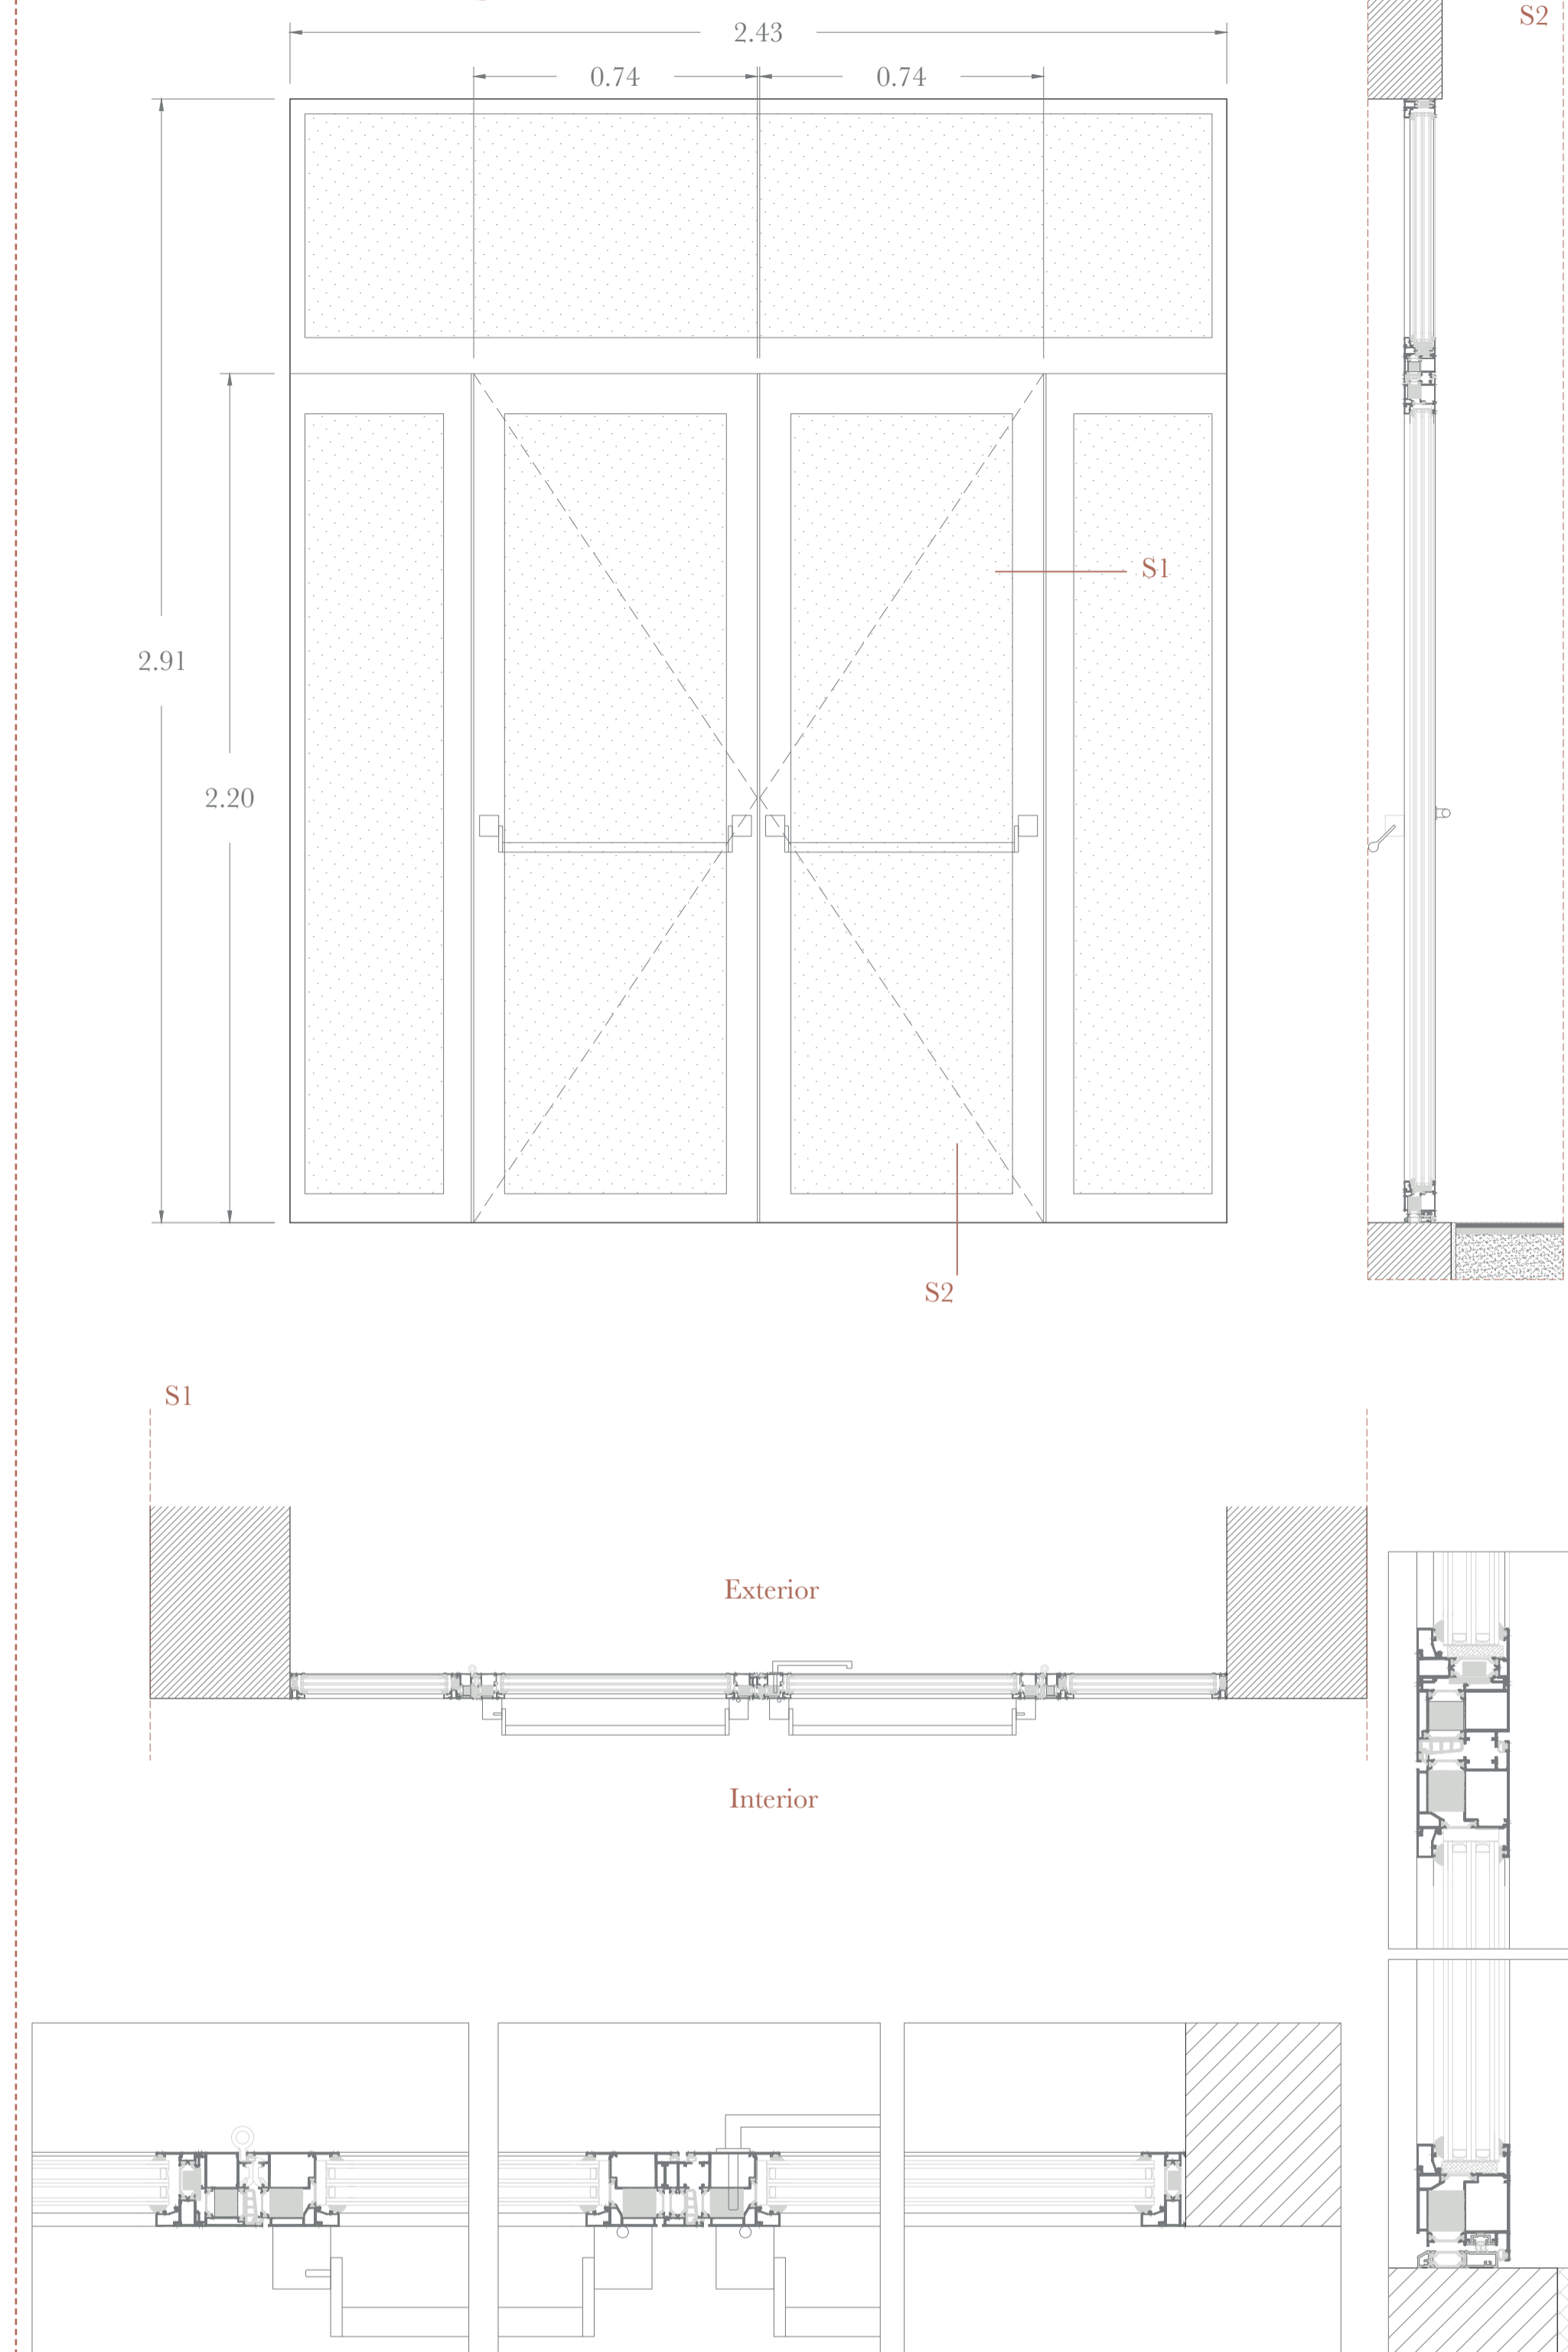 S2
2.43
0.74
0.74
S1
2.91
2.20
S2
S1
Exterior
Interior